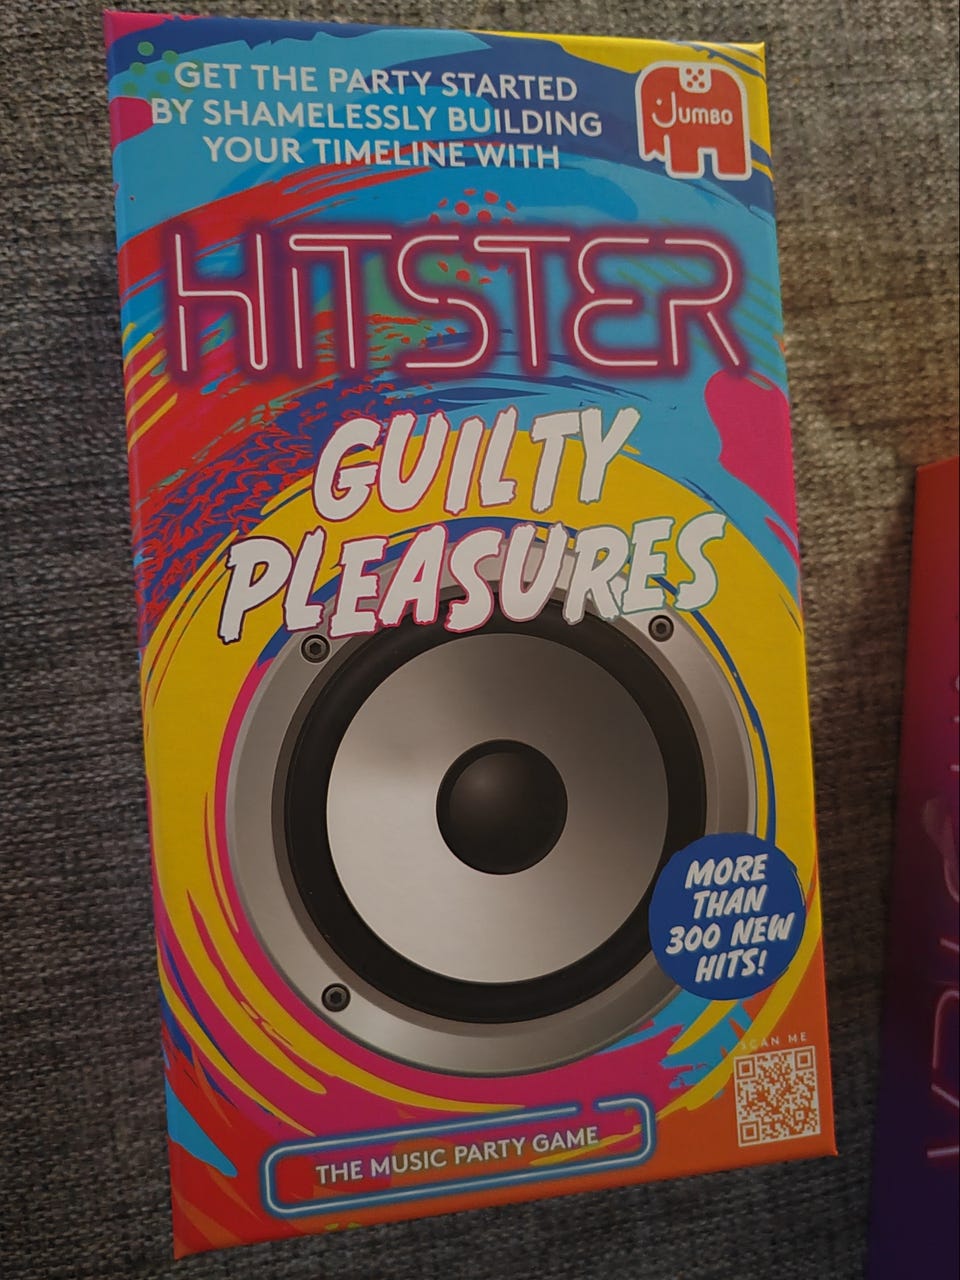 GET THE PARTY STARTED
BY SHAMELESSLY BUILDING
YOUR TIMELINE WITH
Jumbo
HITSTER
GUILTY
PLEASURES
MORE
THAN
300 NEW
HITS!
SCAN ME
THE MUSIC PARTY GAME